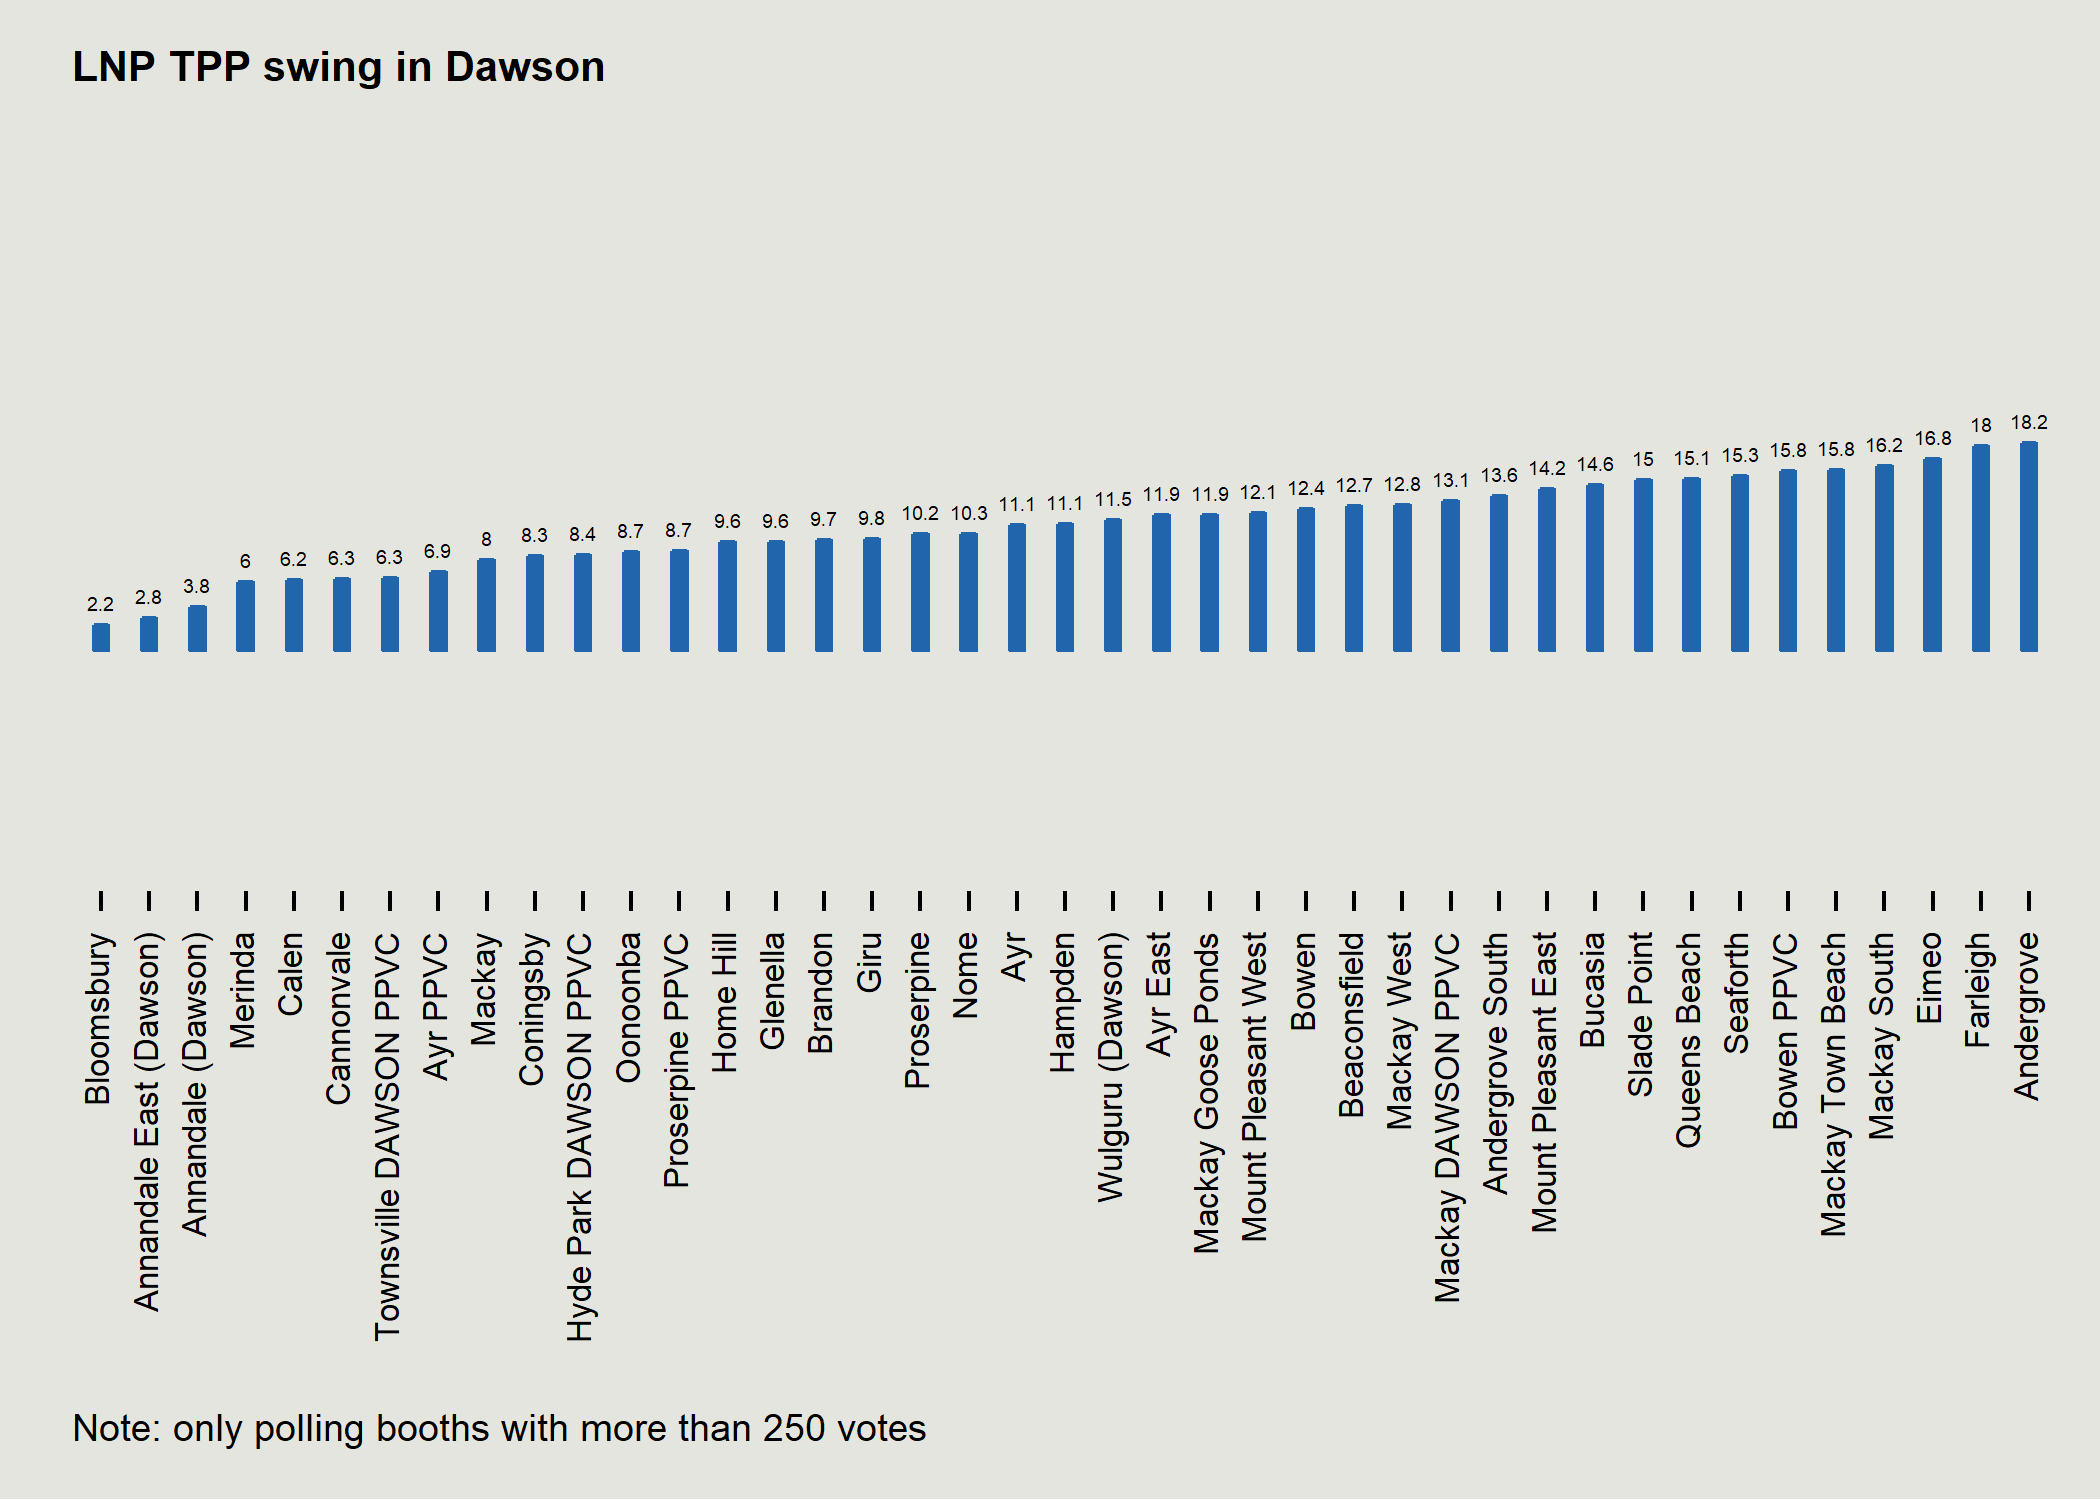 LNP TPP swing in Dawson
2.2
2.8
3.8
6
6.2
6.3
6.3
6.9
8
8.3
8.4
8.7
8.7
9.6
9.6
9.7
9.8
10.2
10.3
11.1
11.1
11.5
11.9
11.9
12.1
12.4
12.7
12.8
13.1
13.6
14.2
14.6
15
15.1
15.3
15.8
15.8
16.2
16.8
18
18.2
Bloomsbury
Annandale East (Dawson)
Annandale (Dawson)
Merinda
Calen
Cannonvale
Townsville DAWSON PPVC
Ayr PPVC
Mackay
Coningsby
Hyde Park DAWSON PPVC
Oonoonba
Proserpine PPVC
Home Hill
Glenella
Brandon
Giru
Proserpine
Nome
Ayr
Hampden
Wulguru (Dawson)
Ayr East
Mackay Goose Ponds
Mount Pleasant West
Bowen
Beaconsfield
Mackay West
Mackay DAWSON PPVC
Andergrove South
Mount Pleasant East
Bucasia
Slade Point
Queens Beach
Seaforth
Bowen PPVC
Mackay Town Beach
Mackay South
Eimeo
Farleigh
Andergrove
Note: only polling booths with more than 250 votes